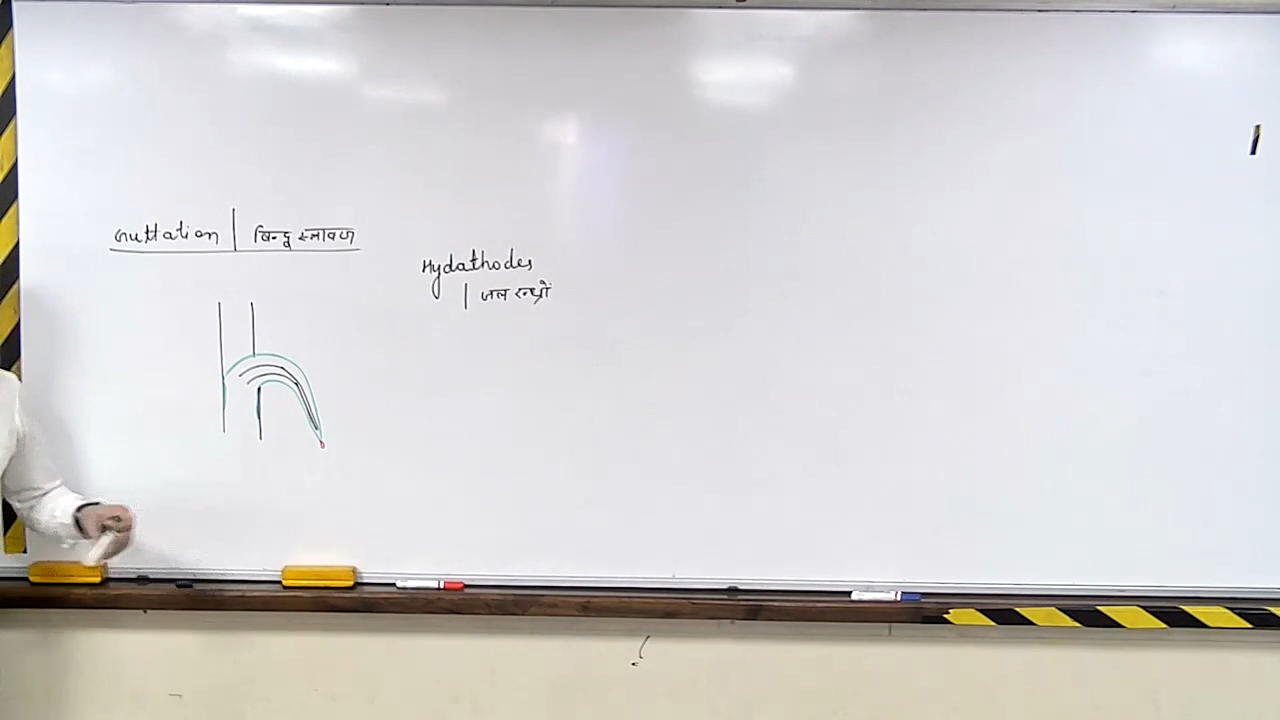 Guttation | बिन्दू स्त्रावण
Hydathodes
| जल रन्ध्रों